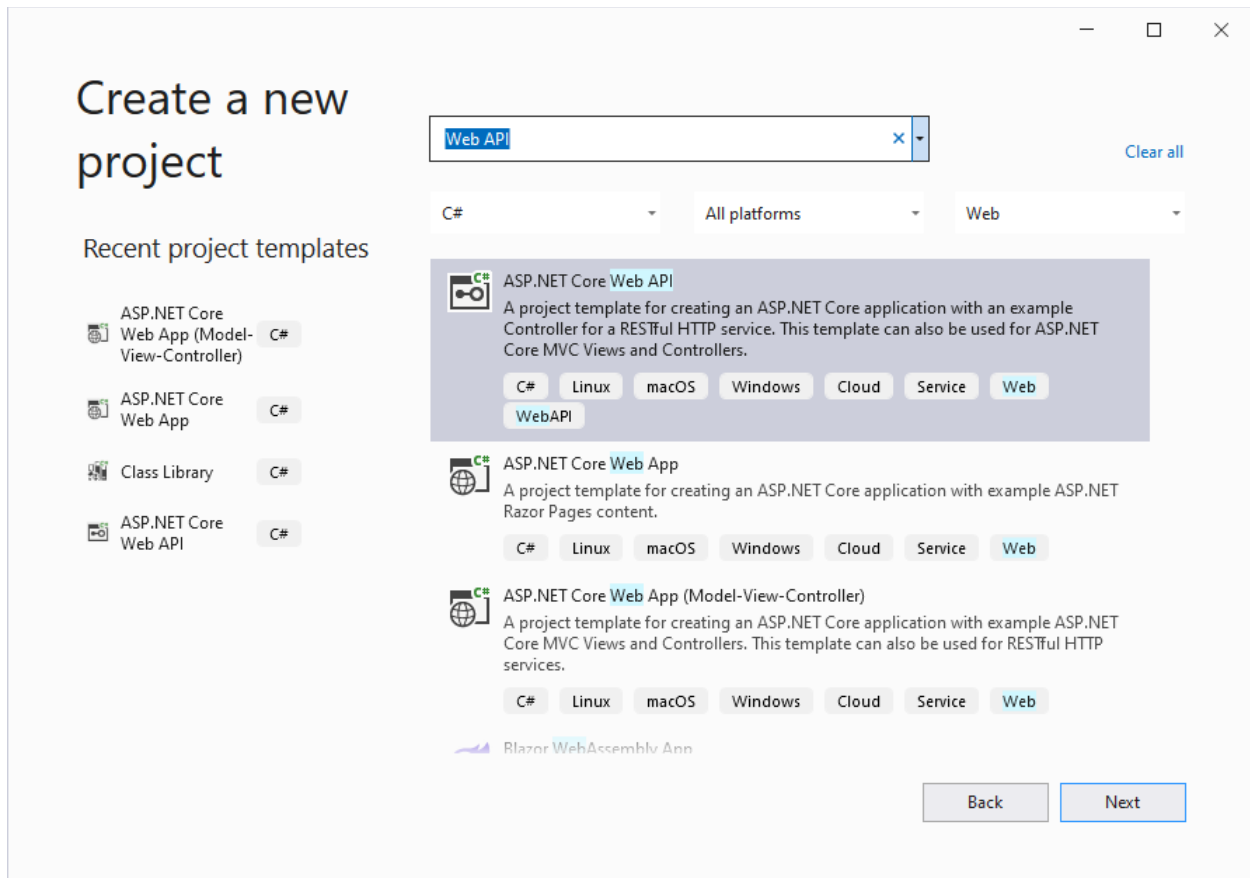 Create a new
project
Web API
Clear all
C#
All platforms
Web
Recent project templates
ASP.NET Core
Web App (Model-
View-Controller)
C#
ASP.NET Core
Web App
C#
Class Library
C#
ASP.NET Core
Web API
C#
C#
ASP.NET Core Web API
A project template for creating an ASP.NET Core application with an example
Controller for a RESTful HTTP service. This template can also be used for ASP.NET
Core MVC Views and Controllers.
C# Linux macOS Windows Cloud Service Web
WebAPI
C#
ASP.NET Core Web App
A project template for creating an ASP.NET Core application with example ASP.NET
Razor Pages content.
C# Linux macOS Windows Cloud Service Web
C#
ASP.NET Core Web App (Model-View-Controller)
A project template for creating an ASP.NET Core application with example ASP.NET
Core MVC Views and Controllers. This template can also be used for RESTful HTTP
services.
C# Linux macOS Windows Cloud Service Web
Blazor WebAssembly App
Back
Next